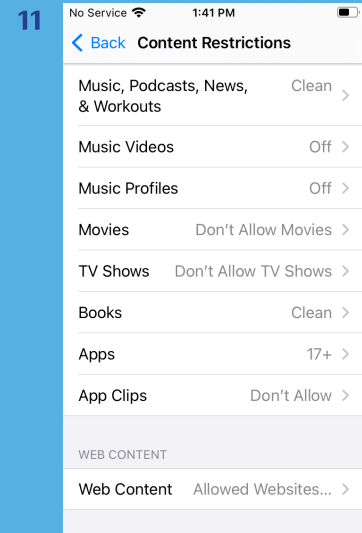 11
No Service 1:41 PM
Back Content Restrictions
Music, Podcasts, News, Clean
& Workouts
Music Videos Off
Music Profiles Off
Movies Don't Allow Movies
TV Shows Don't Allow TV Shows
Books Clean
Apps 17+
App Clips Don't Allow
WEB CONTENT
Web Content Allowed Websites...